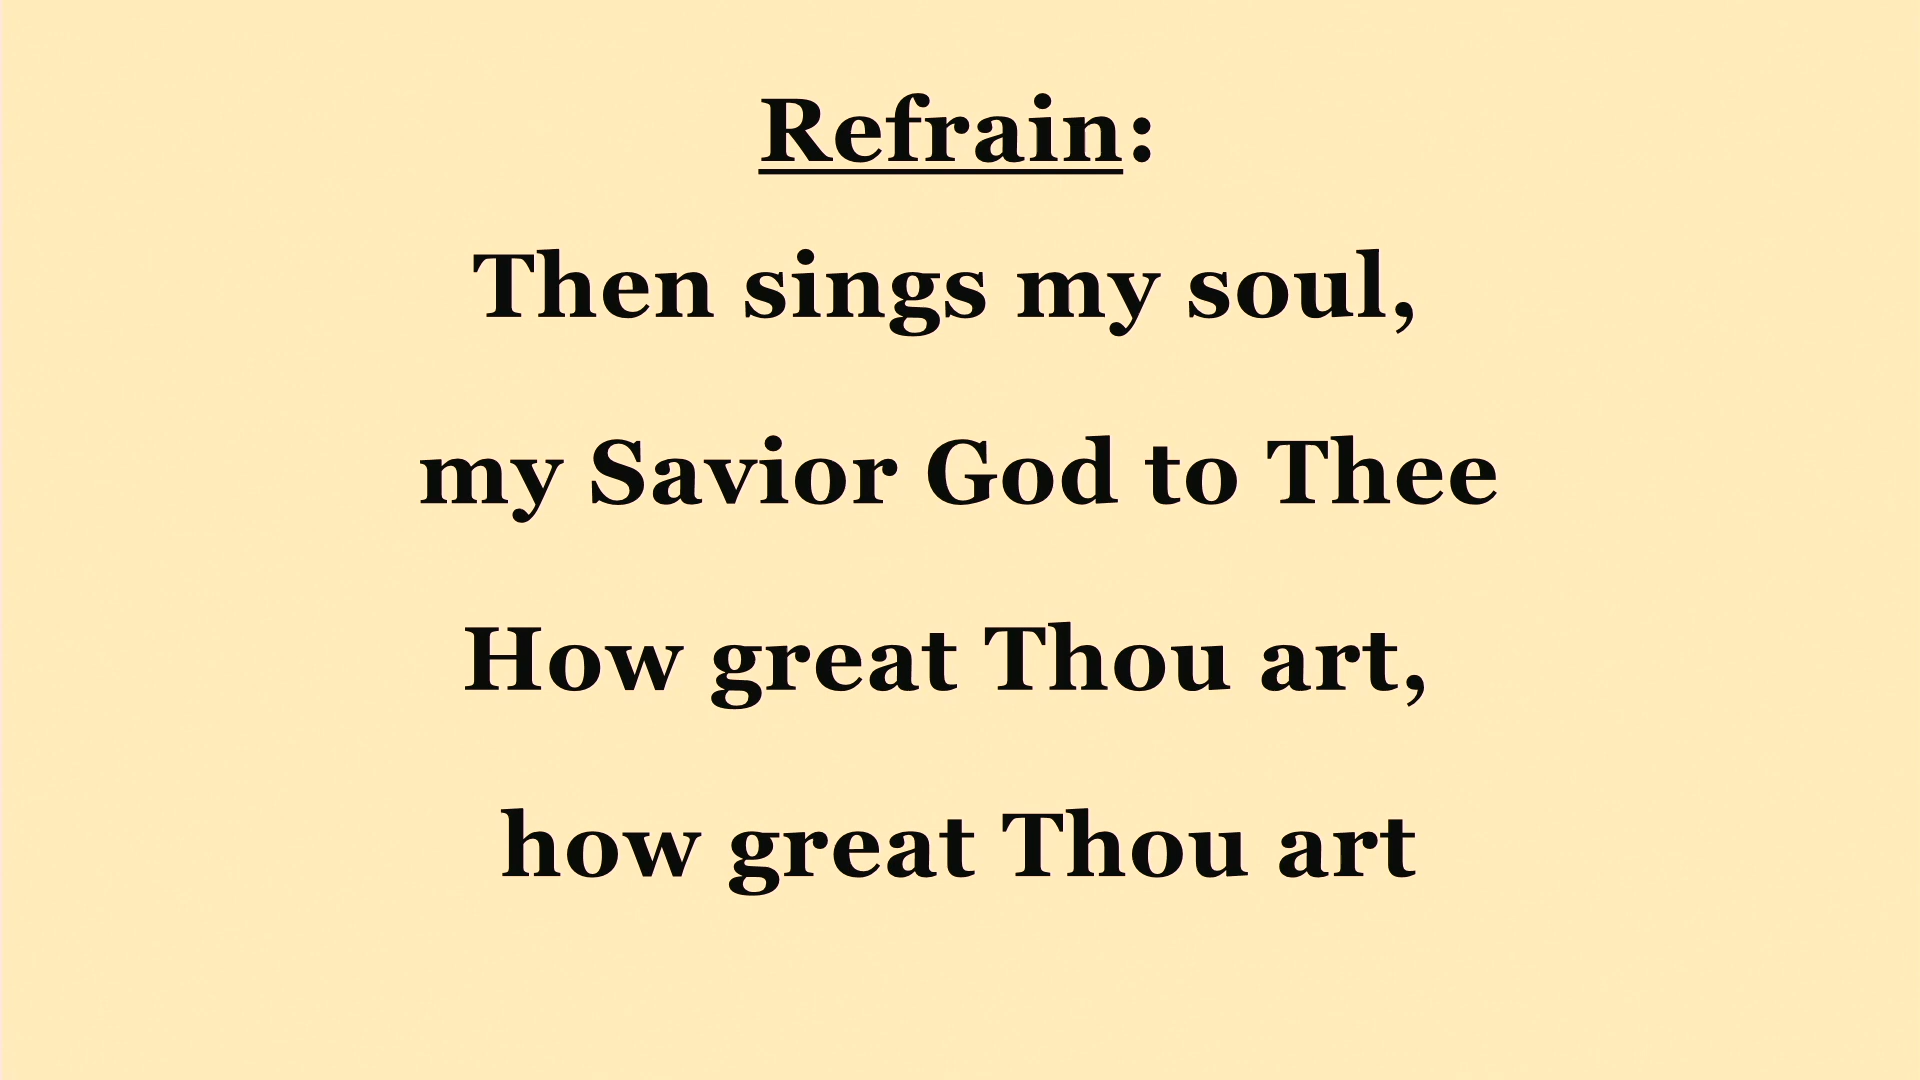 Refrain:
Then sings my soul,
my Savior God to Thee
How great Thou art,
how great Thou art